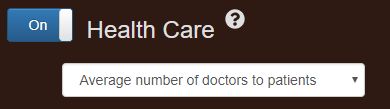 On Health Care ?
Average number of doctors to patients